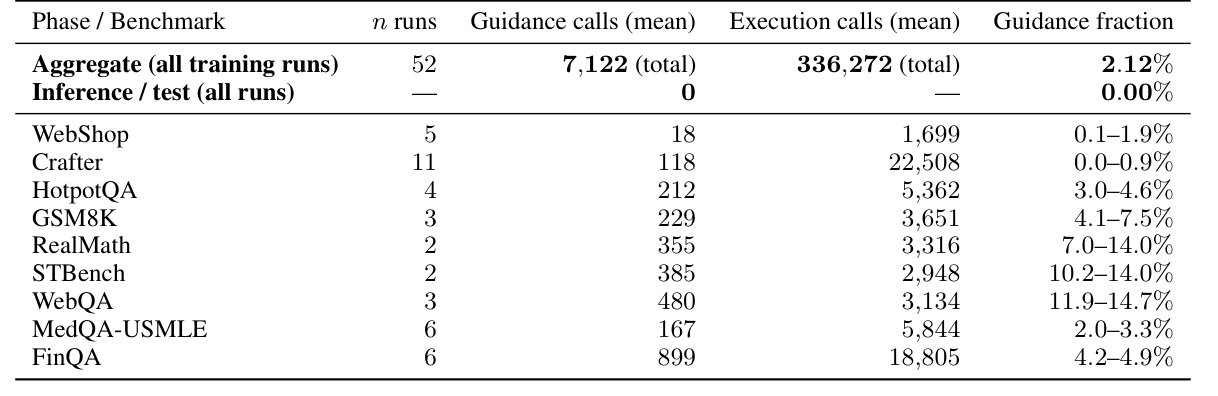 Phase / Benchmark n runs Guidance calls (mean) Execution calls (mean) Guidance fraction
Aggregate (all training runs) 52 7,122 (total) 336,272 (total) 2.12%
Inference / test (all runs) — 0 — 0.00%
WebShop 5 18 1,699 0.1–1.9%
Crafter 11 118 22,508 0.0–0.9%
HotpotQA 4 212 5,362 3.0–4.6%
GSM8K 3 229 3,651 4.1–7.5%
RealMath 2 355 3,316 7.0–14.0%
STBench 2 385 2,948 10.2–14.0%
WebQA 3 480 3,134 11.9–14.7%
MedQA-USMLE 6 167 5,844 2.0–3.3%
FinQA 6 899 18,805 4.2–4.9%